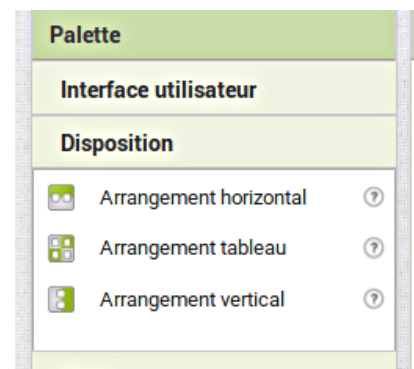 Palette
Interface utilisateur
Disposition
Arrangement horizontal ?
Arrangement tableau ?
Arrangement vertical ?